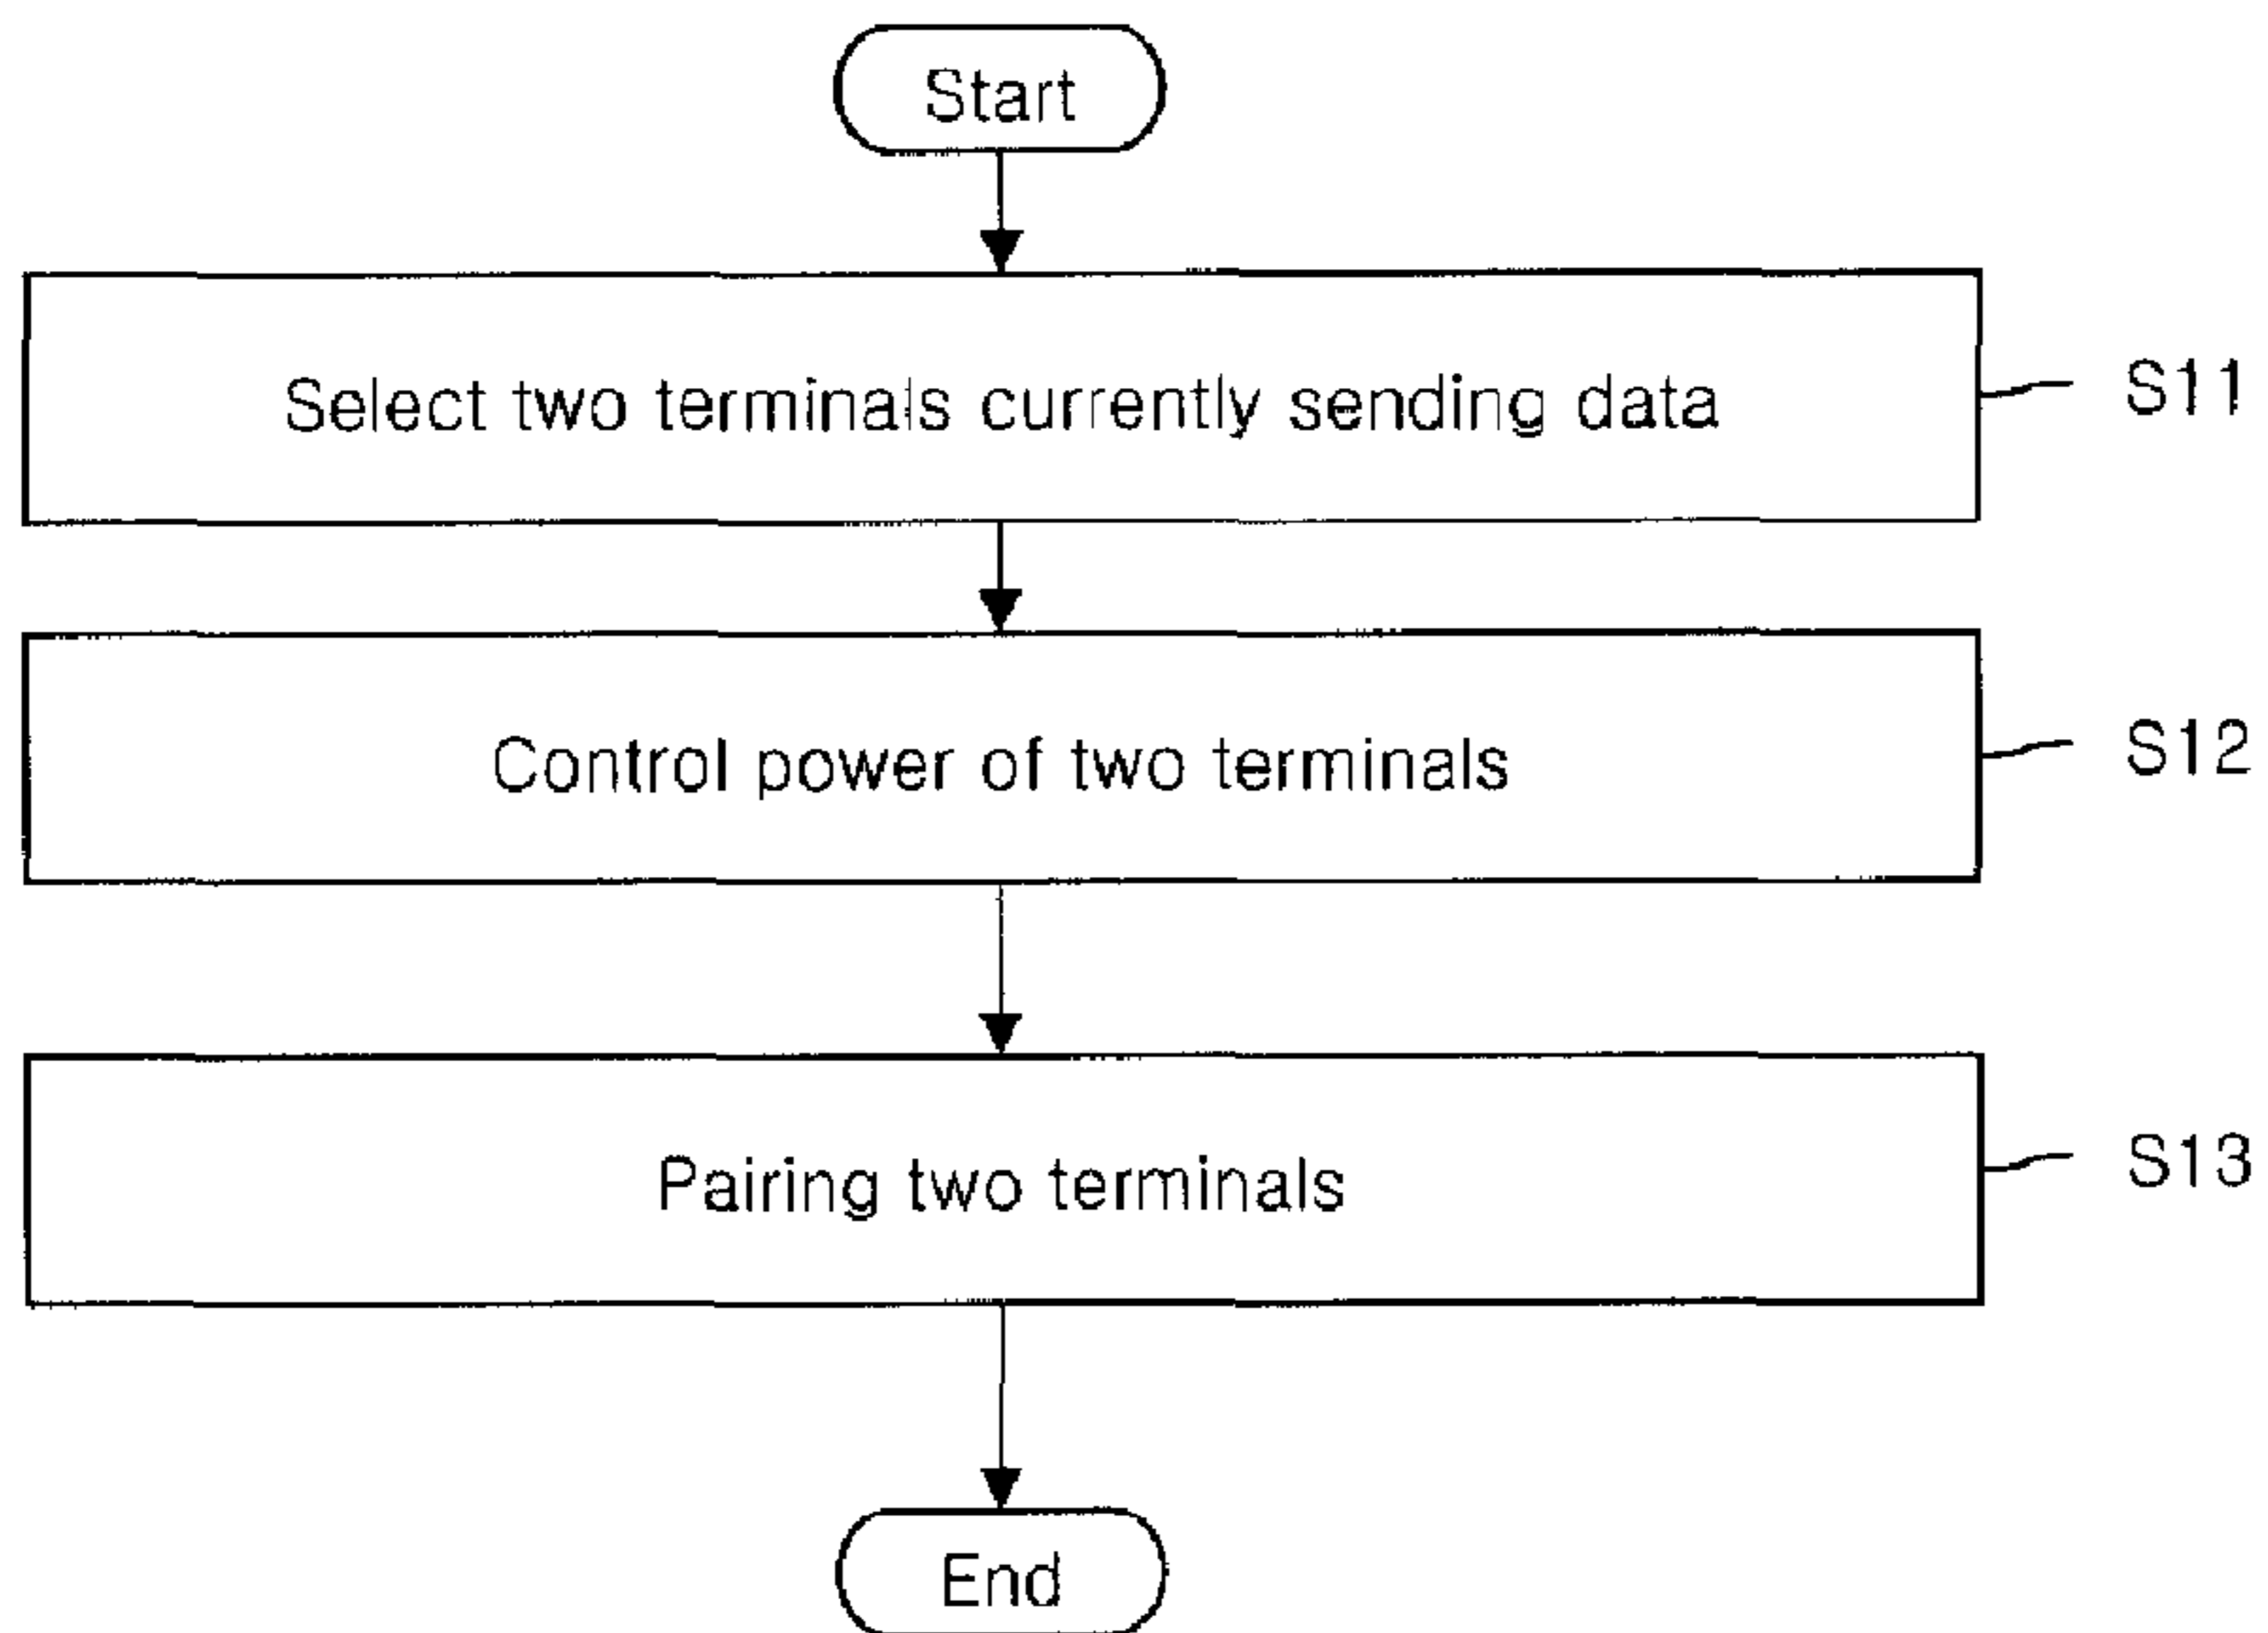 Start
Select two terminals currently sending data
S11
Control power of two terminals
S12
Pairing two terminals
S13
End